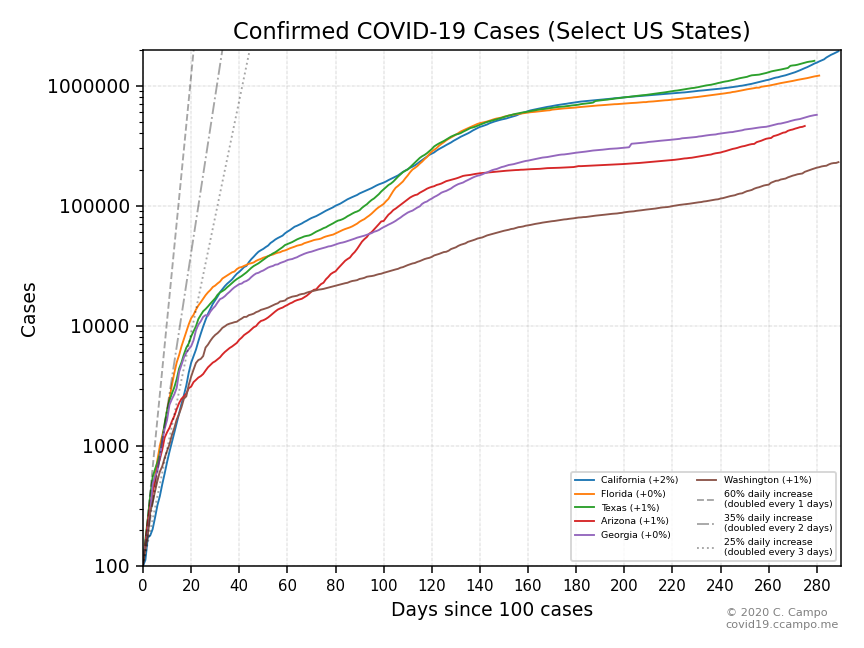 Confirmed COVID-19 Cases (Select US States)
Cases
1000000
100000
10000
1000
100
0 20 40 60 80 100 120 140 160 180 200 220 240 260 280
Days since 100 cases
California (+2%)
Florida (+0%)
Texas (+1%)
Arizona (+1%)
Georgia (+0%)
Washington (+1%)
60% daily increase
(doubled every 1 days)
35% daily increase
(doubled every 2 days)
25% daily increase
(doubled every 3 days)
© 2020 C. Campo
covid19.ccampo.me